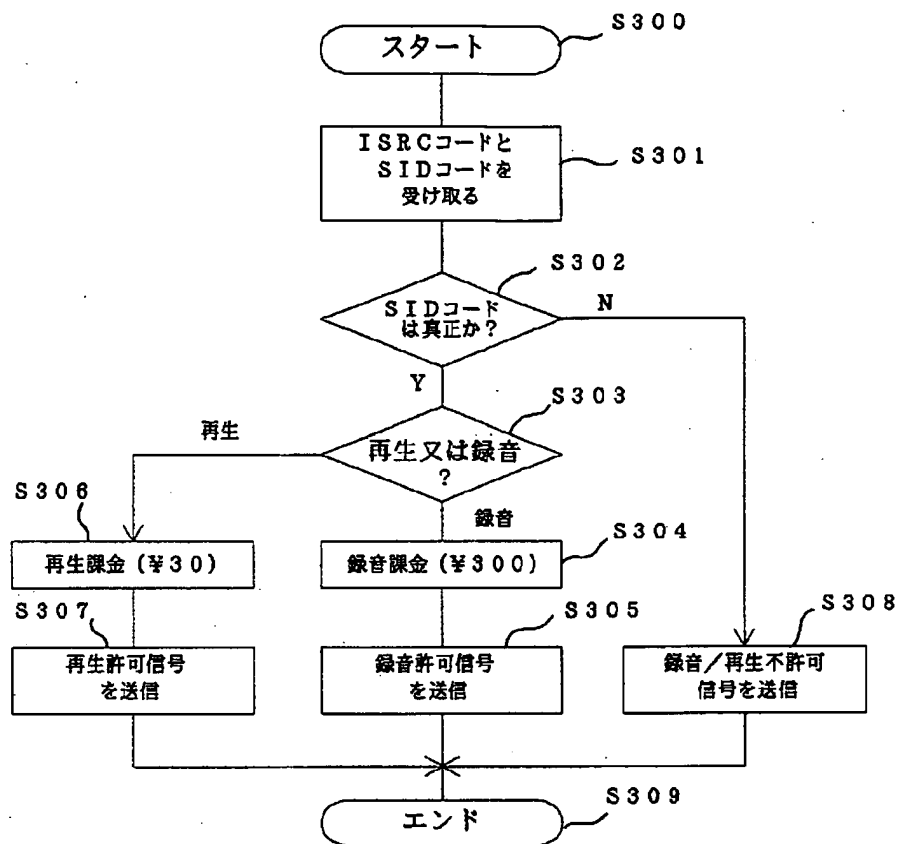 S300
スタート
ISRCコードと
SIDコードを
受け取る
S301
S302
SIDコード
は真正か？
N
Y
S303
再生
再生又は録音
？
S306
録音
S304
再生課金（￥30）
録音課金（￥300）
S307
S305
S308
再生許可信号
を送信
録音許可信号
を送信
録音／再生不許可
信号を送信
S309
エンド